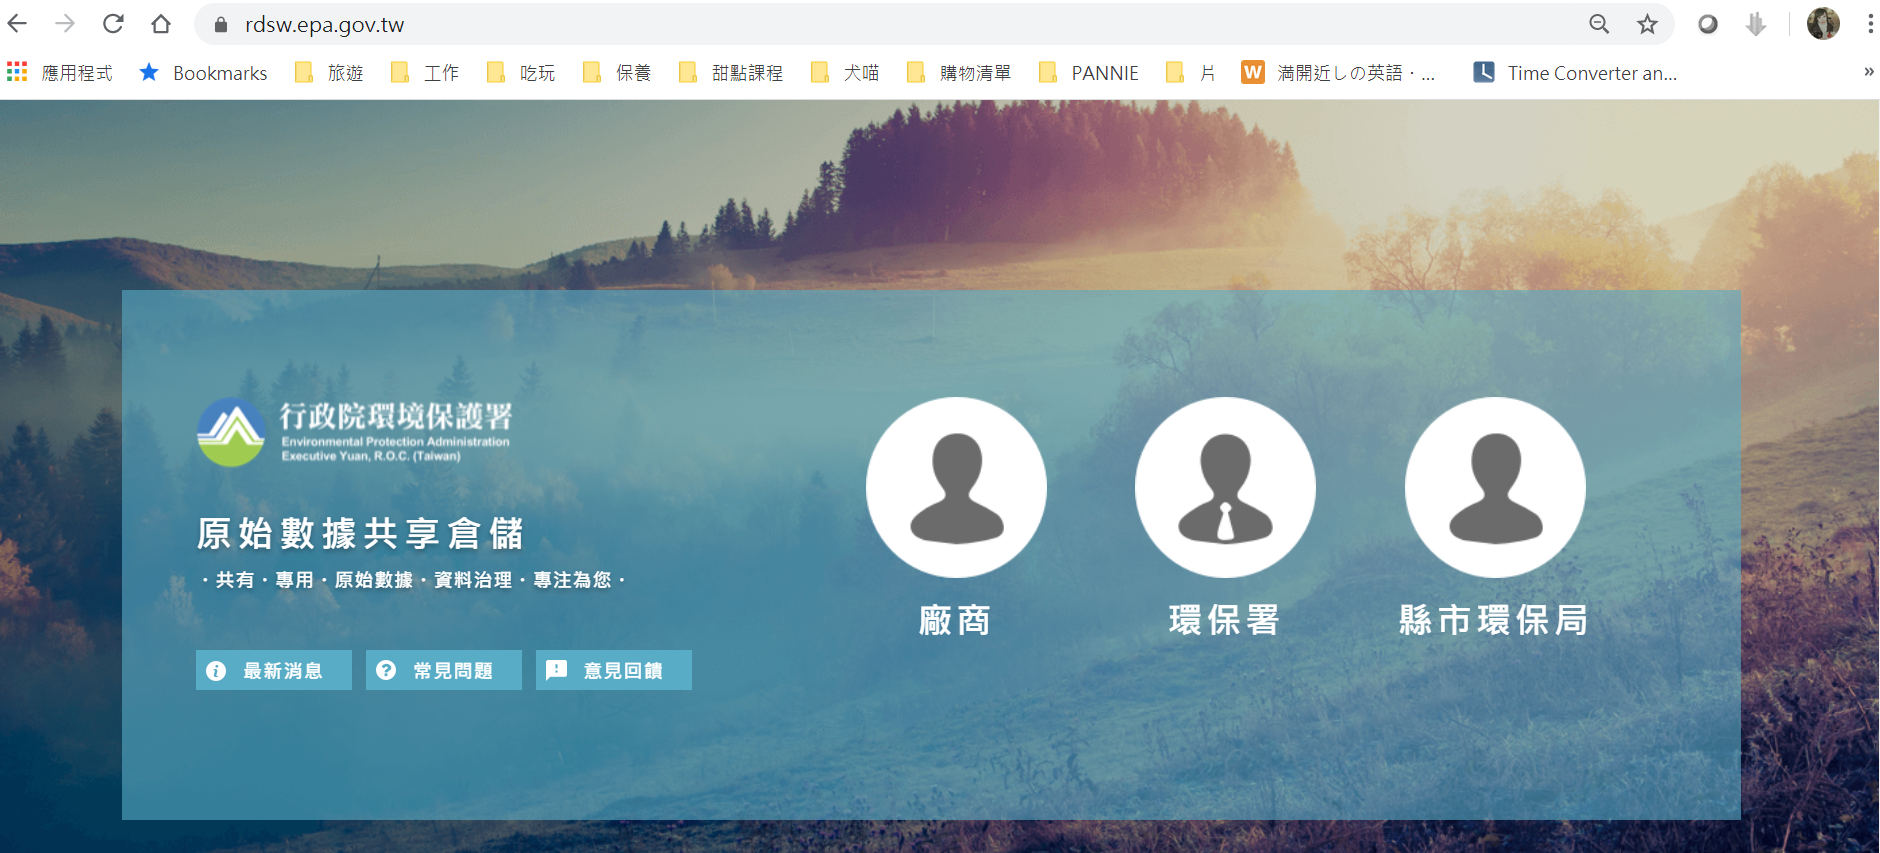 rdsw.epa.gov.tw
應用程式 Bookmarks 旅遊 工作 吃玩 保養 甜點課程 犬喵 購物清單 PANNIE 片 W 満開近しの英語・... Time Converter an... »
行政院環境保護署
Environmental Protection Administration
Executive Yuan, R.O.C. (Taiwan)
原始數據共享倉儲
・共有・專用・原始數據・資料治理・專注為您・
最新消息 常見問題 意見回饋
廠商 環保署 縣市環保局